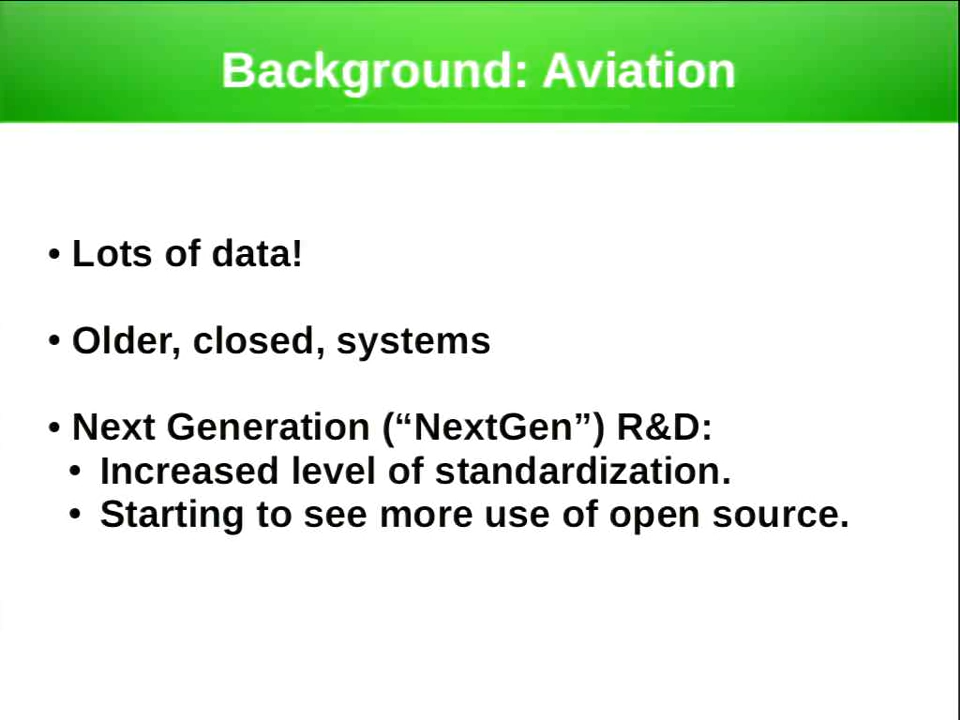 Background: Aviation
• Lots of data!
• Older, closed, systems
• Next Generation (“NextGen”) R&D:
• Increased level of standardization.
• Starting to see more use of open source.